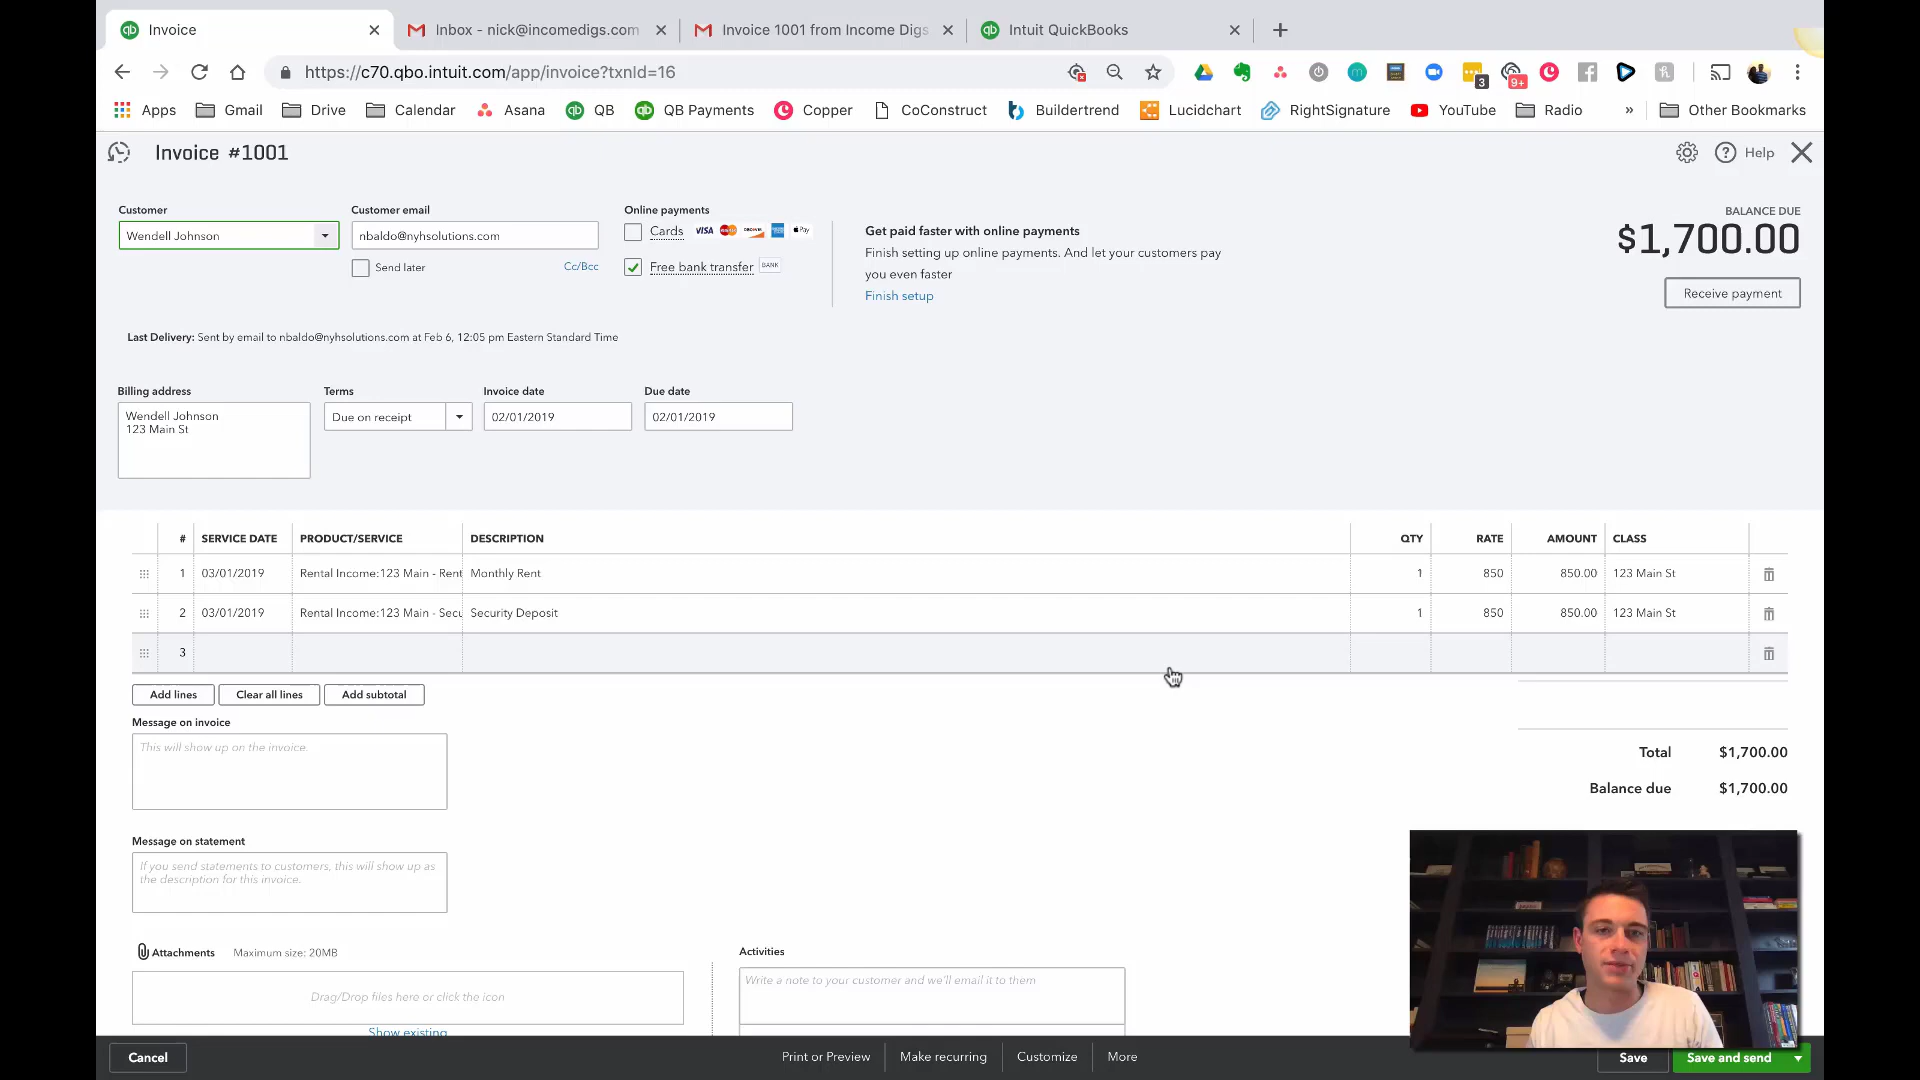 Invoice
Inbox - nick@incomedigs.com
Invoice 1001 from Income Digs
Intuit QuickBooks
https://c70.qbo.intuit.com/app/invoice?txnId=16
3
9+
Apps
Gmail
Drive
Calendar
Asana
QB
QB Payments
Copper
CoConstruct
Buildertrend
Lucidchart
RightSignature
YouTube
Radio
»
Other Bookmarks
Invoice #1001
Help
Customer
Customer email
Online payments
BALANCE DUE
Wendell Johnson
nbaldo@nyhsolutions.com
Cards
VISA
Pay
Get paid faster with online payments
$1,700.00
Finish setting up online payments. And let your customers pay
you even faster
Send later
Cc/Bcc
Free bank transfer
BANK
Finish setup
Receive payment
Last Delivery: Sent by email to nbaldo@nyhsolutions.com at Feb 6, 12:05 pm Eastern Standard Time
Billing address
Terms
Invoice date
Due date
Wendell Johnson
123 Main St
Due on receipt
02/01/2019
02/01/2019
# SERVICE DATE PRODUCT/SERVICE DESCRIPTION QTY RATE AMOUNT CLASS
1 03/01/2019 Rental Income:123 Main - Rent Monthly Rent 1 850 850.00 123 Main St
2 03/01/2019 Rental Income:123 Main - Secu Security Deposit 1 850 850.00 123 Main St
3
Add lines
Clear all lines
Add subtotal
Message on invoice
This will show up on the invoice.
Total $1,700.00
Balance due $1,700.00
Message on statement
If you send statements to customers, this will show up as
the description for this invoice.
Attachments Maximum size: 20MB
Activities
Drag/Drop files here or click the icon
Write a note to your customer and we'll email it to them
Show existing
Cancel
Print or Preview
Make recurring
Customize
More
Save
Save and send